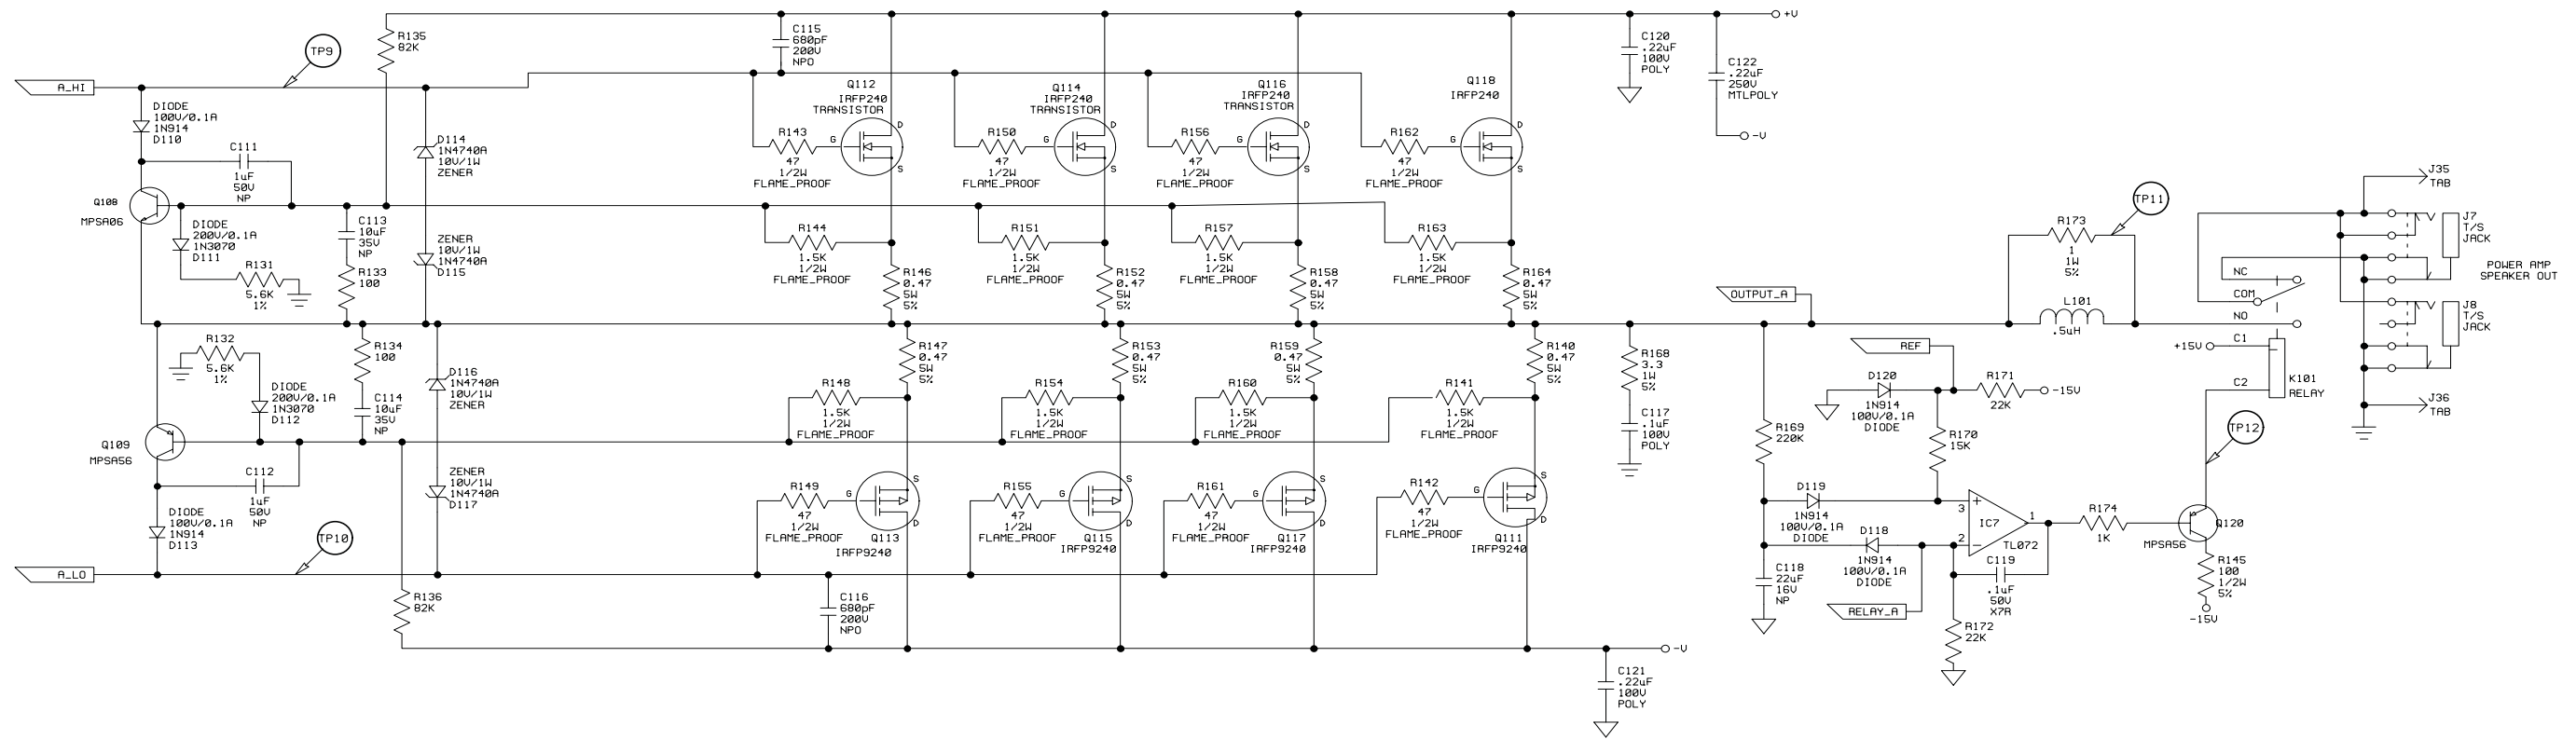 R135
82K
TP9
A_HI
DIODE
100V/0.1A
1N914
D110
C111
1uF
50V
NP
Q108
MPSA06
DIODE
200V/0.1A
1N3070
D111
R131
5.6K
1%
C113
10uF
35V
NP
R133
100
D114
1N4740A
10V/1W
ZENER
ZENER
10V/1W
1N4740A
D115
C115
680pF
200V
NPO
Q112
IRFP240
TRANSISTOR
R143
47
1/2W
FLAME_PROOF
G
D
S
R144
1.5K
1/2W
FLAME_PROOF
R146
0.47
5W
5%
Q114
IRFP240
TRANSISTOR
R150
47
1/2W
FLAME_PROOF
G
D
S
R151
1.5K
1/2W
FLAME_PROOF
R152
0.47
5W
5%
Q116
IRFP240
TRANSISTOR
R156
47
1/2W
FLAME_PROOF
G
D
S
R157
1.5K
1/2W
FLAME_PROOF
R158
0.47
5W
5%
Q118
IRFP240
R162
47
1/2W
FLAME_PROOF
G
D
S
R163
1.5K
1/2W
FLAME_PROOF
R164
0.47
5W
5%
C120
.22uF
100V
POLY
C122
.22uF
250V
MTLPOLY
+V
-V
OUTPUT_A
R173
1
1W
5%
TP11
L101
.5uH
J35
TAB
J7
T/S
JACK
POWER AMP
SPEAKER OUT
NC
COM
NO
J8
T/S
JACK
+15V
C1
C2
K101
RELAY
J36
TAB
R132
5.6K
1%
DIODE
200V/0.1A
1N3070
D112
R134
100
C114
10uF
35V
NP
D116
1N4740A
10V/1W
ZENER
Q109
MPSA56
C112
1uF
50V
NP
DIODE
100V/0.1A
1N914
D113
ZENER
10V/1W
1N4740A
D117
TP10
A_LO
R136
82K
R147
0.47
5W
5%
R148
1.5K
1/2W
FLAME_PROOF
R149
47
1/2W
FLAME_PROOF
G
S
D
Q113
IRFP9240
C116
680pF
200V
NPO
R153
0.47
5W
5%
R154
1.5K
1/2W
FLAME_PROOF
R155
47
1/2W
FLAME_PROOF
G
S
D
Q115
IRFP9240
R159
0.47
5W
5%
R160
1.5K
1/2W
FLAME_PROOF
R161
47
1/2W
FLAME_PROOF
G
S
D
Q117
IRFP9240
R140
0.47
5W
5%
R141
1.5K
1/2W
FLAME_PROOF
R142
47
1/2W
FLAME_PROOF
G
S
D
Q111
IRFP9240
R168
3.3
1W
5%
C117
.1uF
100V
POLY
-V
C121
.22uF
100V
POLY
REF
D120
1N914
100V/0.1A
DIODE
R171
22K
-15V
R169
220K
R170
15K
D119
1N914
100V/0.1A
DIODE
D118
1N914
100V/0.1A
DIODE
C118
22uF
16V
NP
RELAY_A
+
3
2
-
1
IC7
TL072
C119
.1uF
50V
X7R
R172
22K
R174
1K
TP12
Q120
MPSA56
R145
100
1/2W
5%
-15V